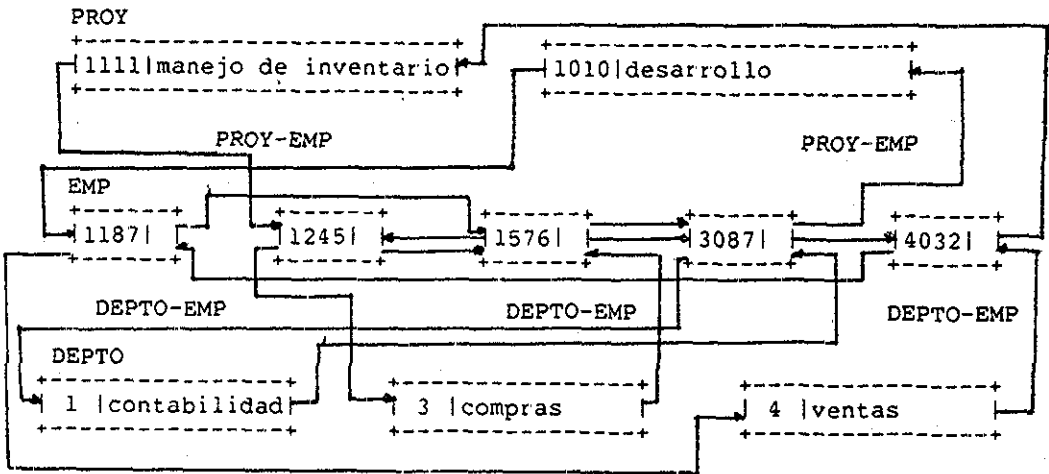 PROY
1111|manejo de inventario
1010|desarrollo
PROY-EMP
PROY-EMP
EMP
1187|
1245|
1576|
3087|
4032|
DEPTO-EMP
DEPTO-EMP
DEPTO-EMP
DEPTO
1 |contabilidad
3 |compras
4 |ventas